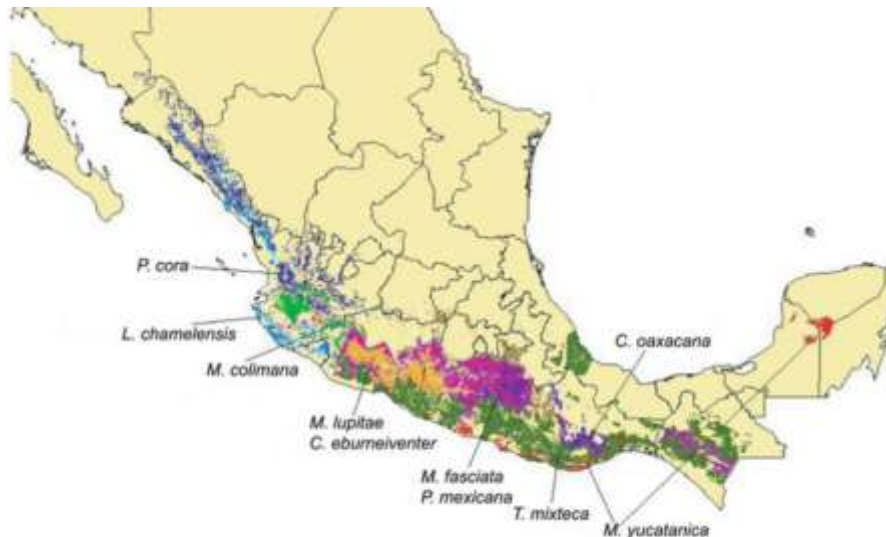 P. cora
L. chamelensis
C. oaxacana
M. colimana
M. lupitae
C. eburneiventer
M. fasciata
P. mexicana
T. mixteca
M. yucatanica